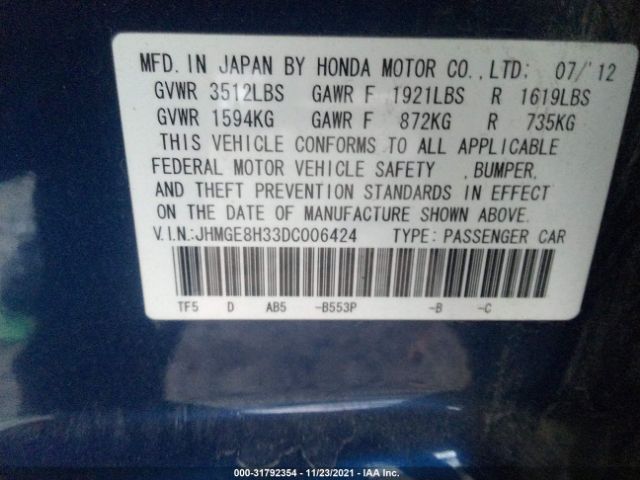 MFD. IN JAPAN BY HONDA MOTOR CO.,LTD: 07/'12
GVWR 3512LBS GAWR F 1921LBS R 1619LBS
GVWR 1594KG GAWR F 872KG R 735KG
THIS VEHICLE CONFORMS TO ALL APPLICABLE
FEDERAL MOTOR VEHICLE SAFETY ,BUMPER,
AND THEFT PREVENTION STANDARDS IN EFFECT
ON THE DATE OF MANUFACTURE SHOWN ABOVE.
V.I.N:JHMGE8H33DC006424 TYPE: PASSENGER CAR
TF5 D AB5 -B553P -B -C
000-31792354 - 11/23/2021 - IAA Inc.